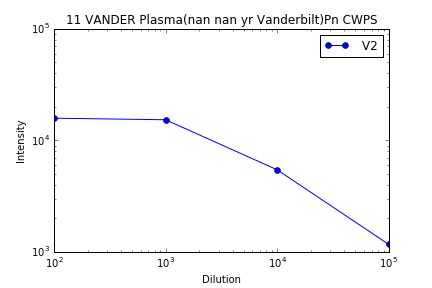 11 VANDER Plasma(nan nan yr Vanderbilt)Pn CWPS
V2
10^5
10^4
10^3
Intensity
10^2 10^3 10^4 10^5
Dilution